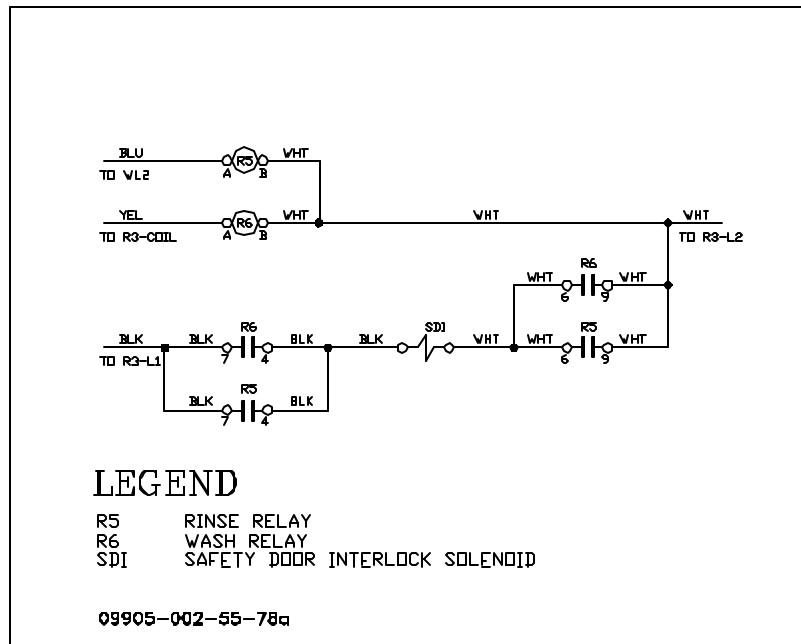 BLU R5 WHT
TO WL2 A B
YEL R6 WHT WHT WHT
TO R3-COIL A B TO R3-L2
R6
WHT WHT
6 9
BLK BLK R6 BLK BLK SDI WHT WHT R5 WHT
TO R3-L1 7 4 6 9
R5
BLK BLK
7 4
LEGEND
R5 RINSE RELAY
R6 WASH RELAY
SDI SAFETY DOOR INTERLOCK SOLENOID
09905-002-55-78a